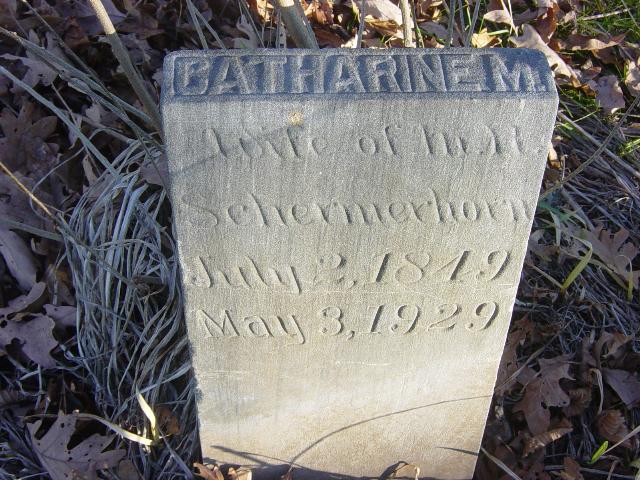 CATHARINE M.
Wife of M.H.
Schermerhorn
July 2, 1849
May 3, 1929